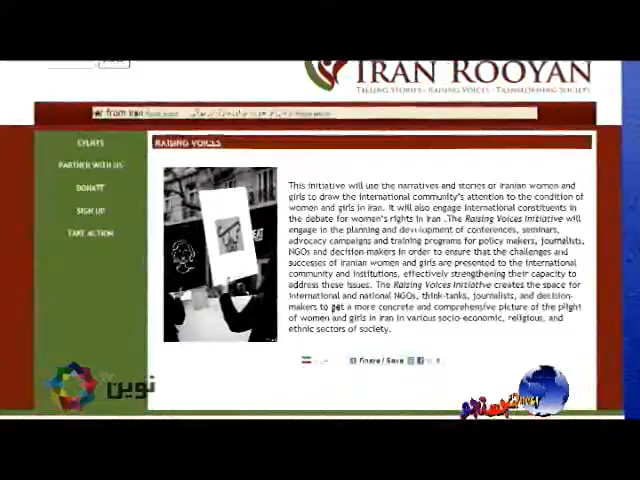 IRAN ROOYAN
TELLING STORIES - RAISING VOICES - TRANSFORMING SOCIETY
from Iran
EVENTS
PARTNER WITH US
DONATE
SIGN UP
TAKE ACTION
RAISING VOICES
This initiative will use the narratives and stories of Iranian women and
girls to draw the international community's attention to the condition of
women and girls in Iran. It will also engage international constituents in
the debate for women's rights in Iran .The Raising Voices Initiative will
engage in the planning and development of conferences, seminars,
advocacy campaigns and training programs for policy makers, journalists,
NGOs and decision-makers in order to ensure that the challenges and
successes of Iranian women and girls are presented to the international
community and institutions, effectively strengthening their capacity to
address these issues. The Raising Voices Initiative creates the space for
international and national NGOs, think-tanks, journalists, and decision-
makers to get a more concrete and comprehensive picture of the plight
of women and girls in Iran in various socio-economic, religious, and
ethnic sectors of society.
Share / Save
نوین